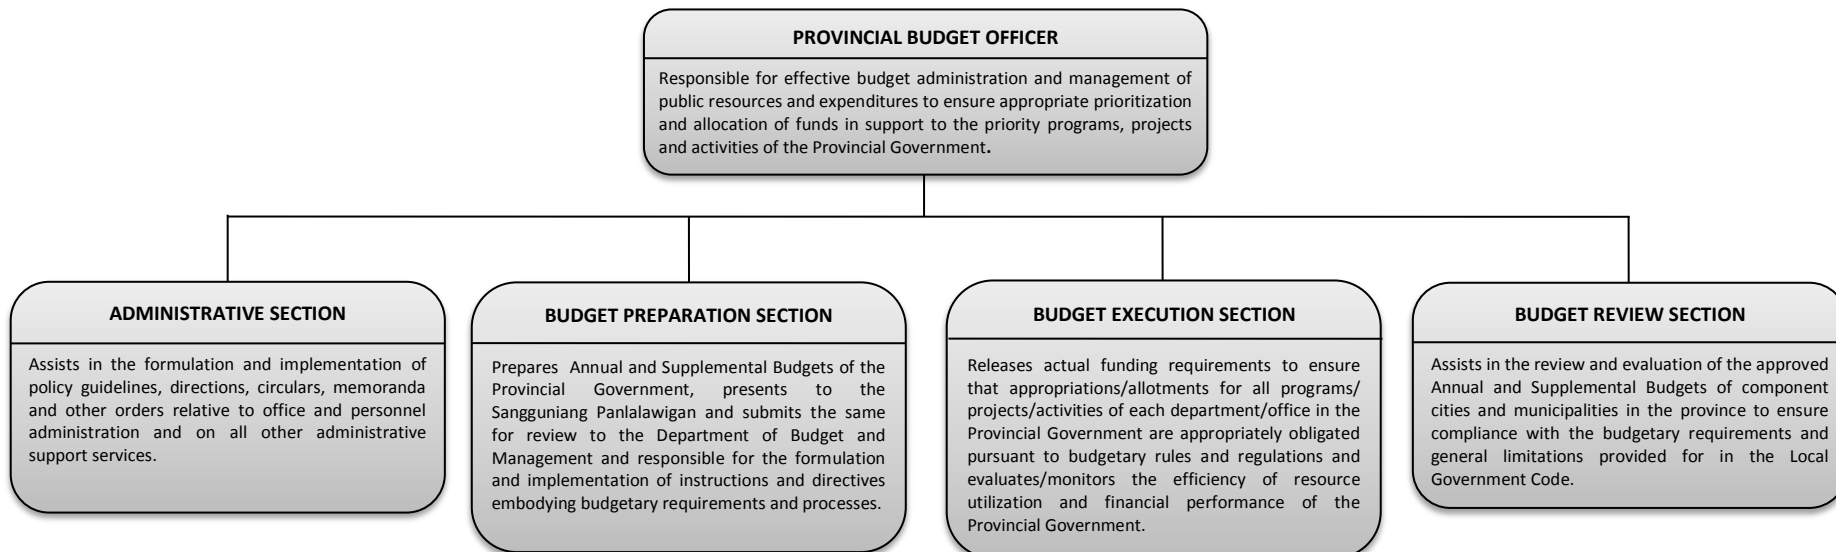 PROVINCIAL BUDGET OFFICER
Responsible for effective budget administration and management of
public resources and expenditures to ensure appropriate prioritization
and allocation of funds in support to the priority programs, projects
and activities of the Provincial Government.
ADMINISTRATIVE SECTION
Assists in the formulation and implementation of
policy guidelines, directions, circulars, memoranda
and other orders relative to office and personnel
administration and on all other administrative
support services.
BUDGET PREPARATION SECTION
Prepares Annual and Supplemental Budgets of the
Provincial Government, presents to the
Sangguniang Panlalawigan and submits the same
for review to the Department of Budget and
Management and responsible for the formulation
and implementation of instructions and directives
embodying budgetary requirements and processes.
BUDGET EXECUTION SECTION
Releases actual funding requirements to ensure
that appropriations/allotments for all programs/
projects/activities of each department/office in the
Provincial Government are appropriately obligated
pursuant to budgetary rules and regulations and
evaluates/monitors the efficiency of resource
utilization and financial performance of the
Provincial Government.
BUDGET REVIEW SECTION
Assists in the review and evaluation of the approved
Annual and Supplemental Budgets of component
cities and municipalities in the province to ensure
compliance with the budgetary requirements and
general limitations provided for in the Local
Government Code.